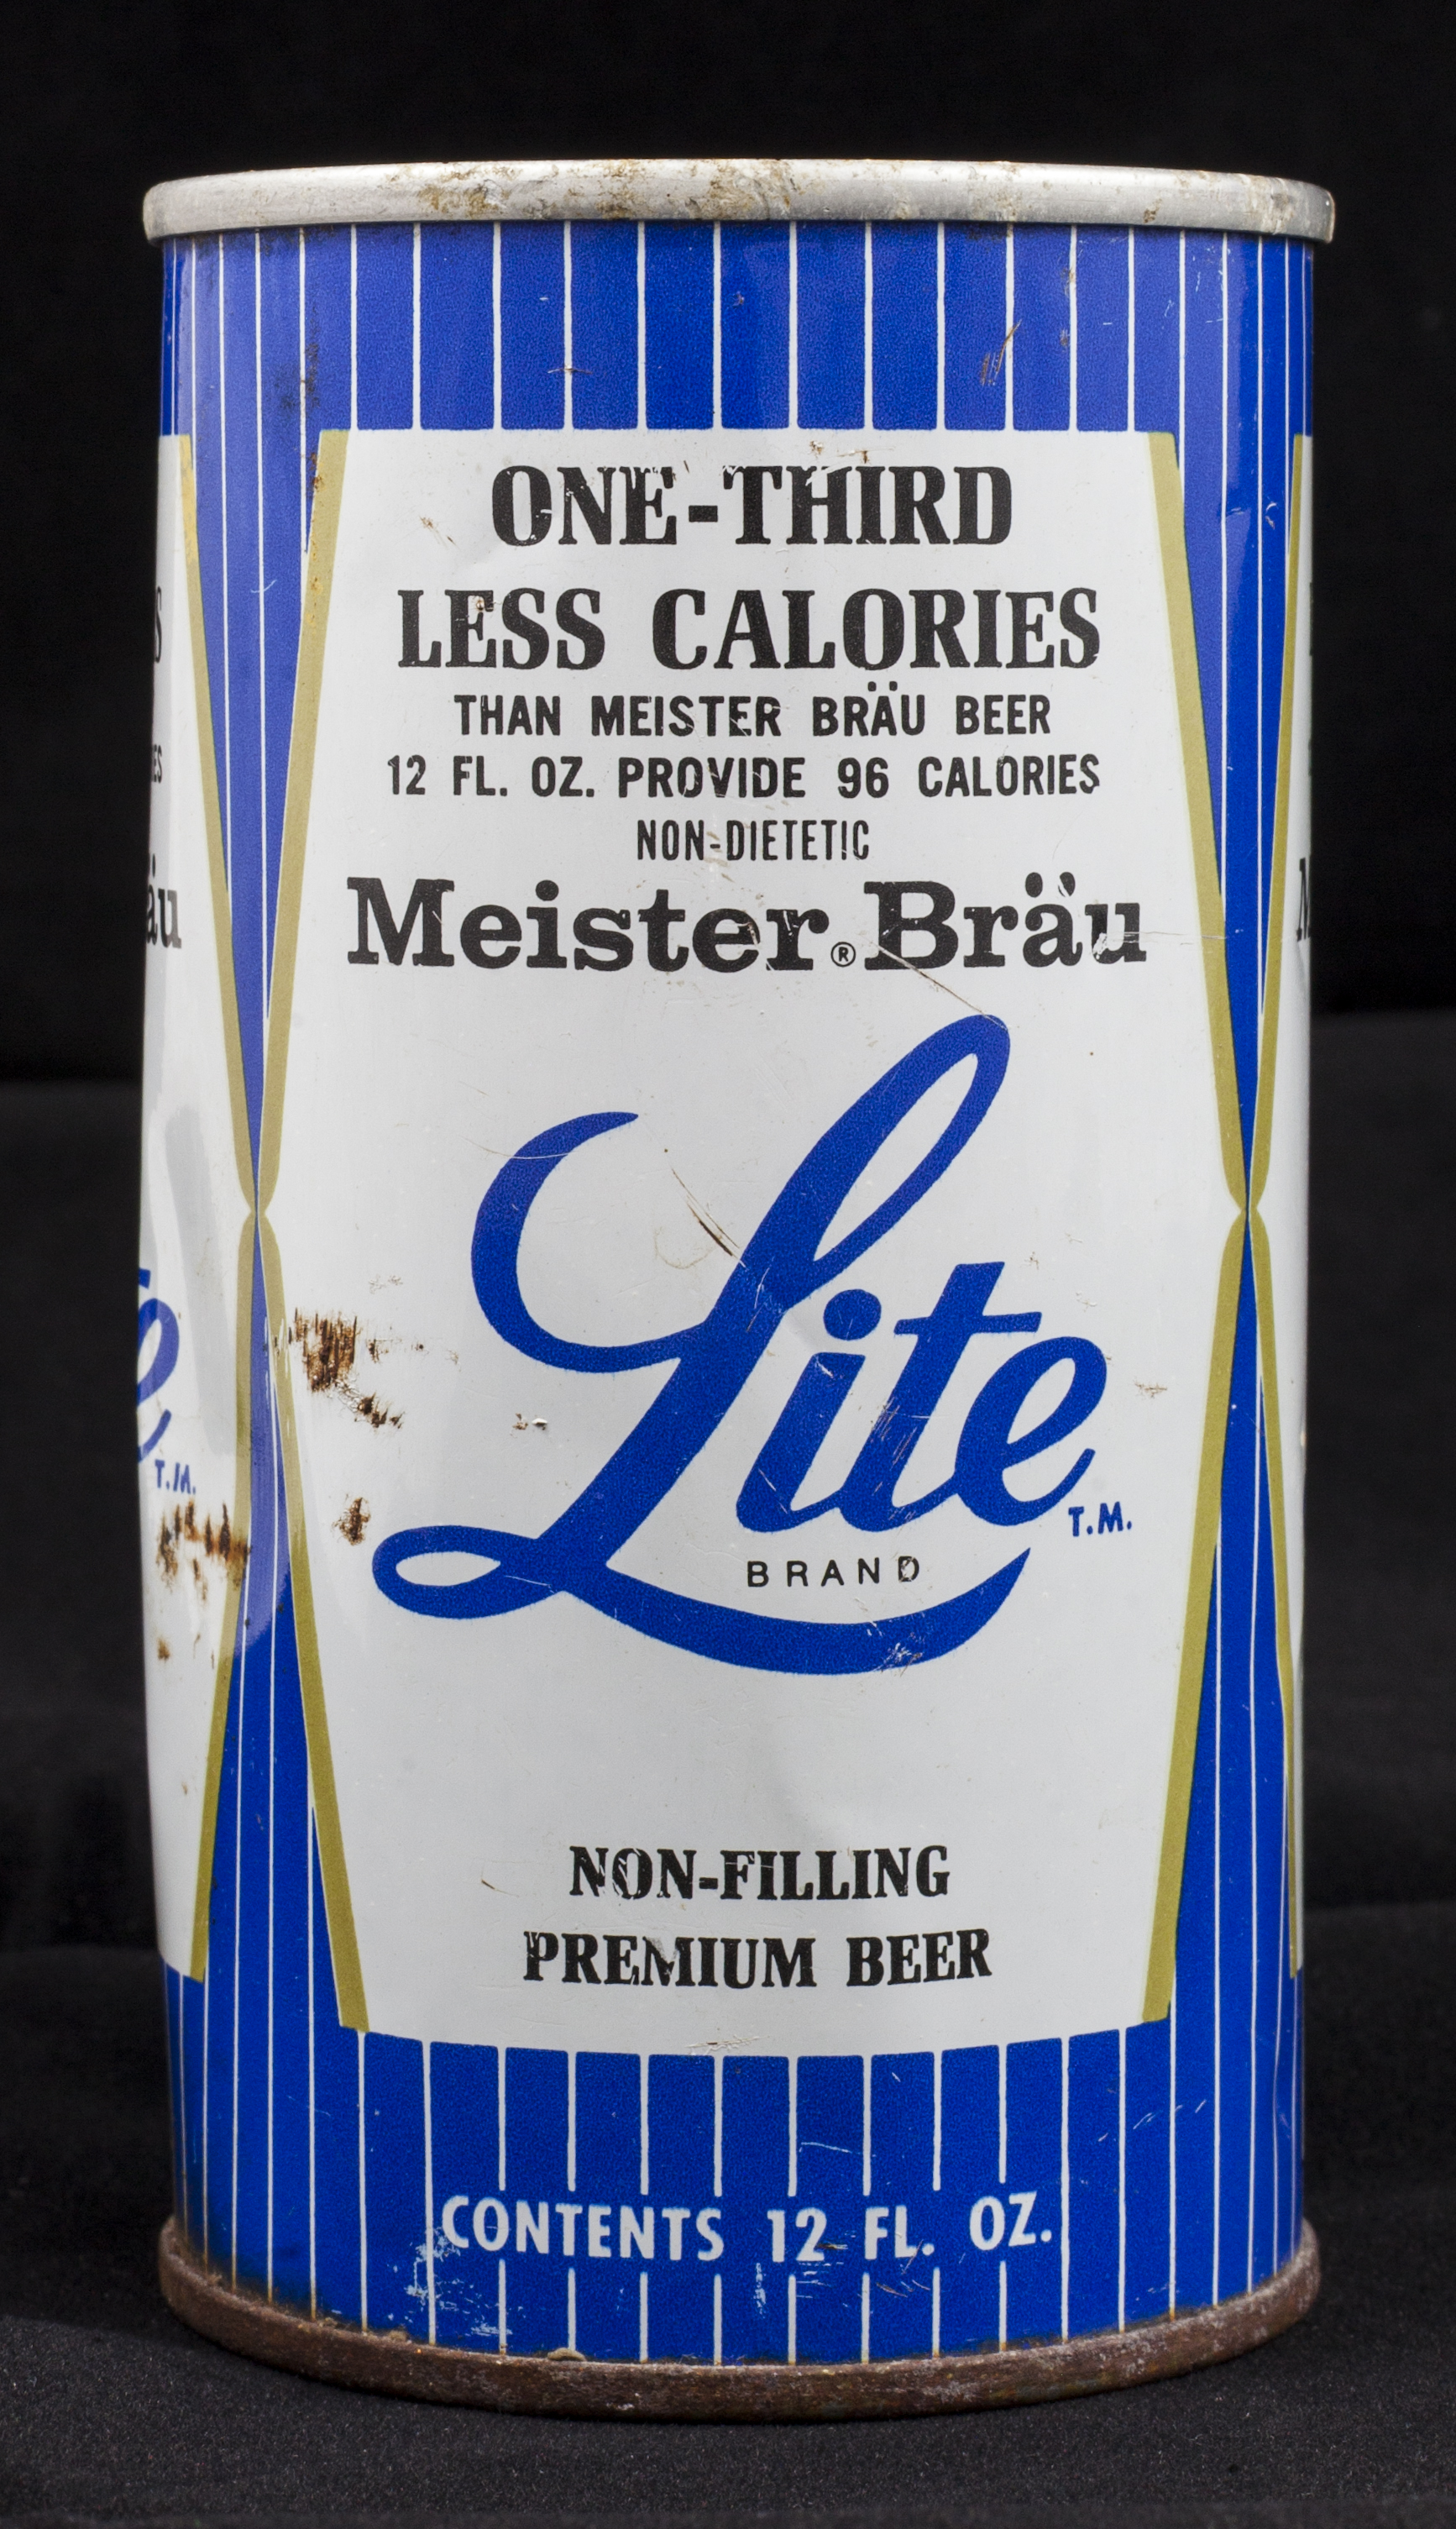 ONE-THIRD
LESS CALORIES
THAN MEISTER BRÄU BEER
12 FL. OZ. PROVIDE 96 CALORIES
NON-DIETETIC
Meister® Bräu
Lite T.M.
BRAND
NON-FILLING
PREMIUM BEER
CONTENTS 12 FL. OZ.
T.M.